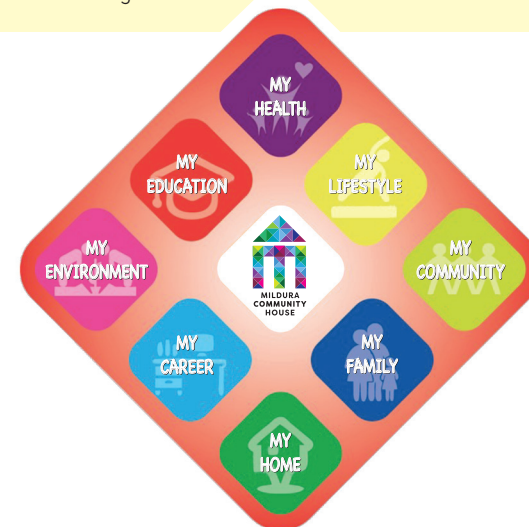 MY
HEALTH
MY
EDUCATION
MY
LIFESTYLE
MY
ENVIRONMENT
MILDURA
COMMUNITY
HOUSE
MY
COMMUNITY
MY
CAREER
MY
FAMILY
MY
HOME